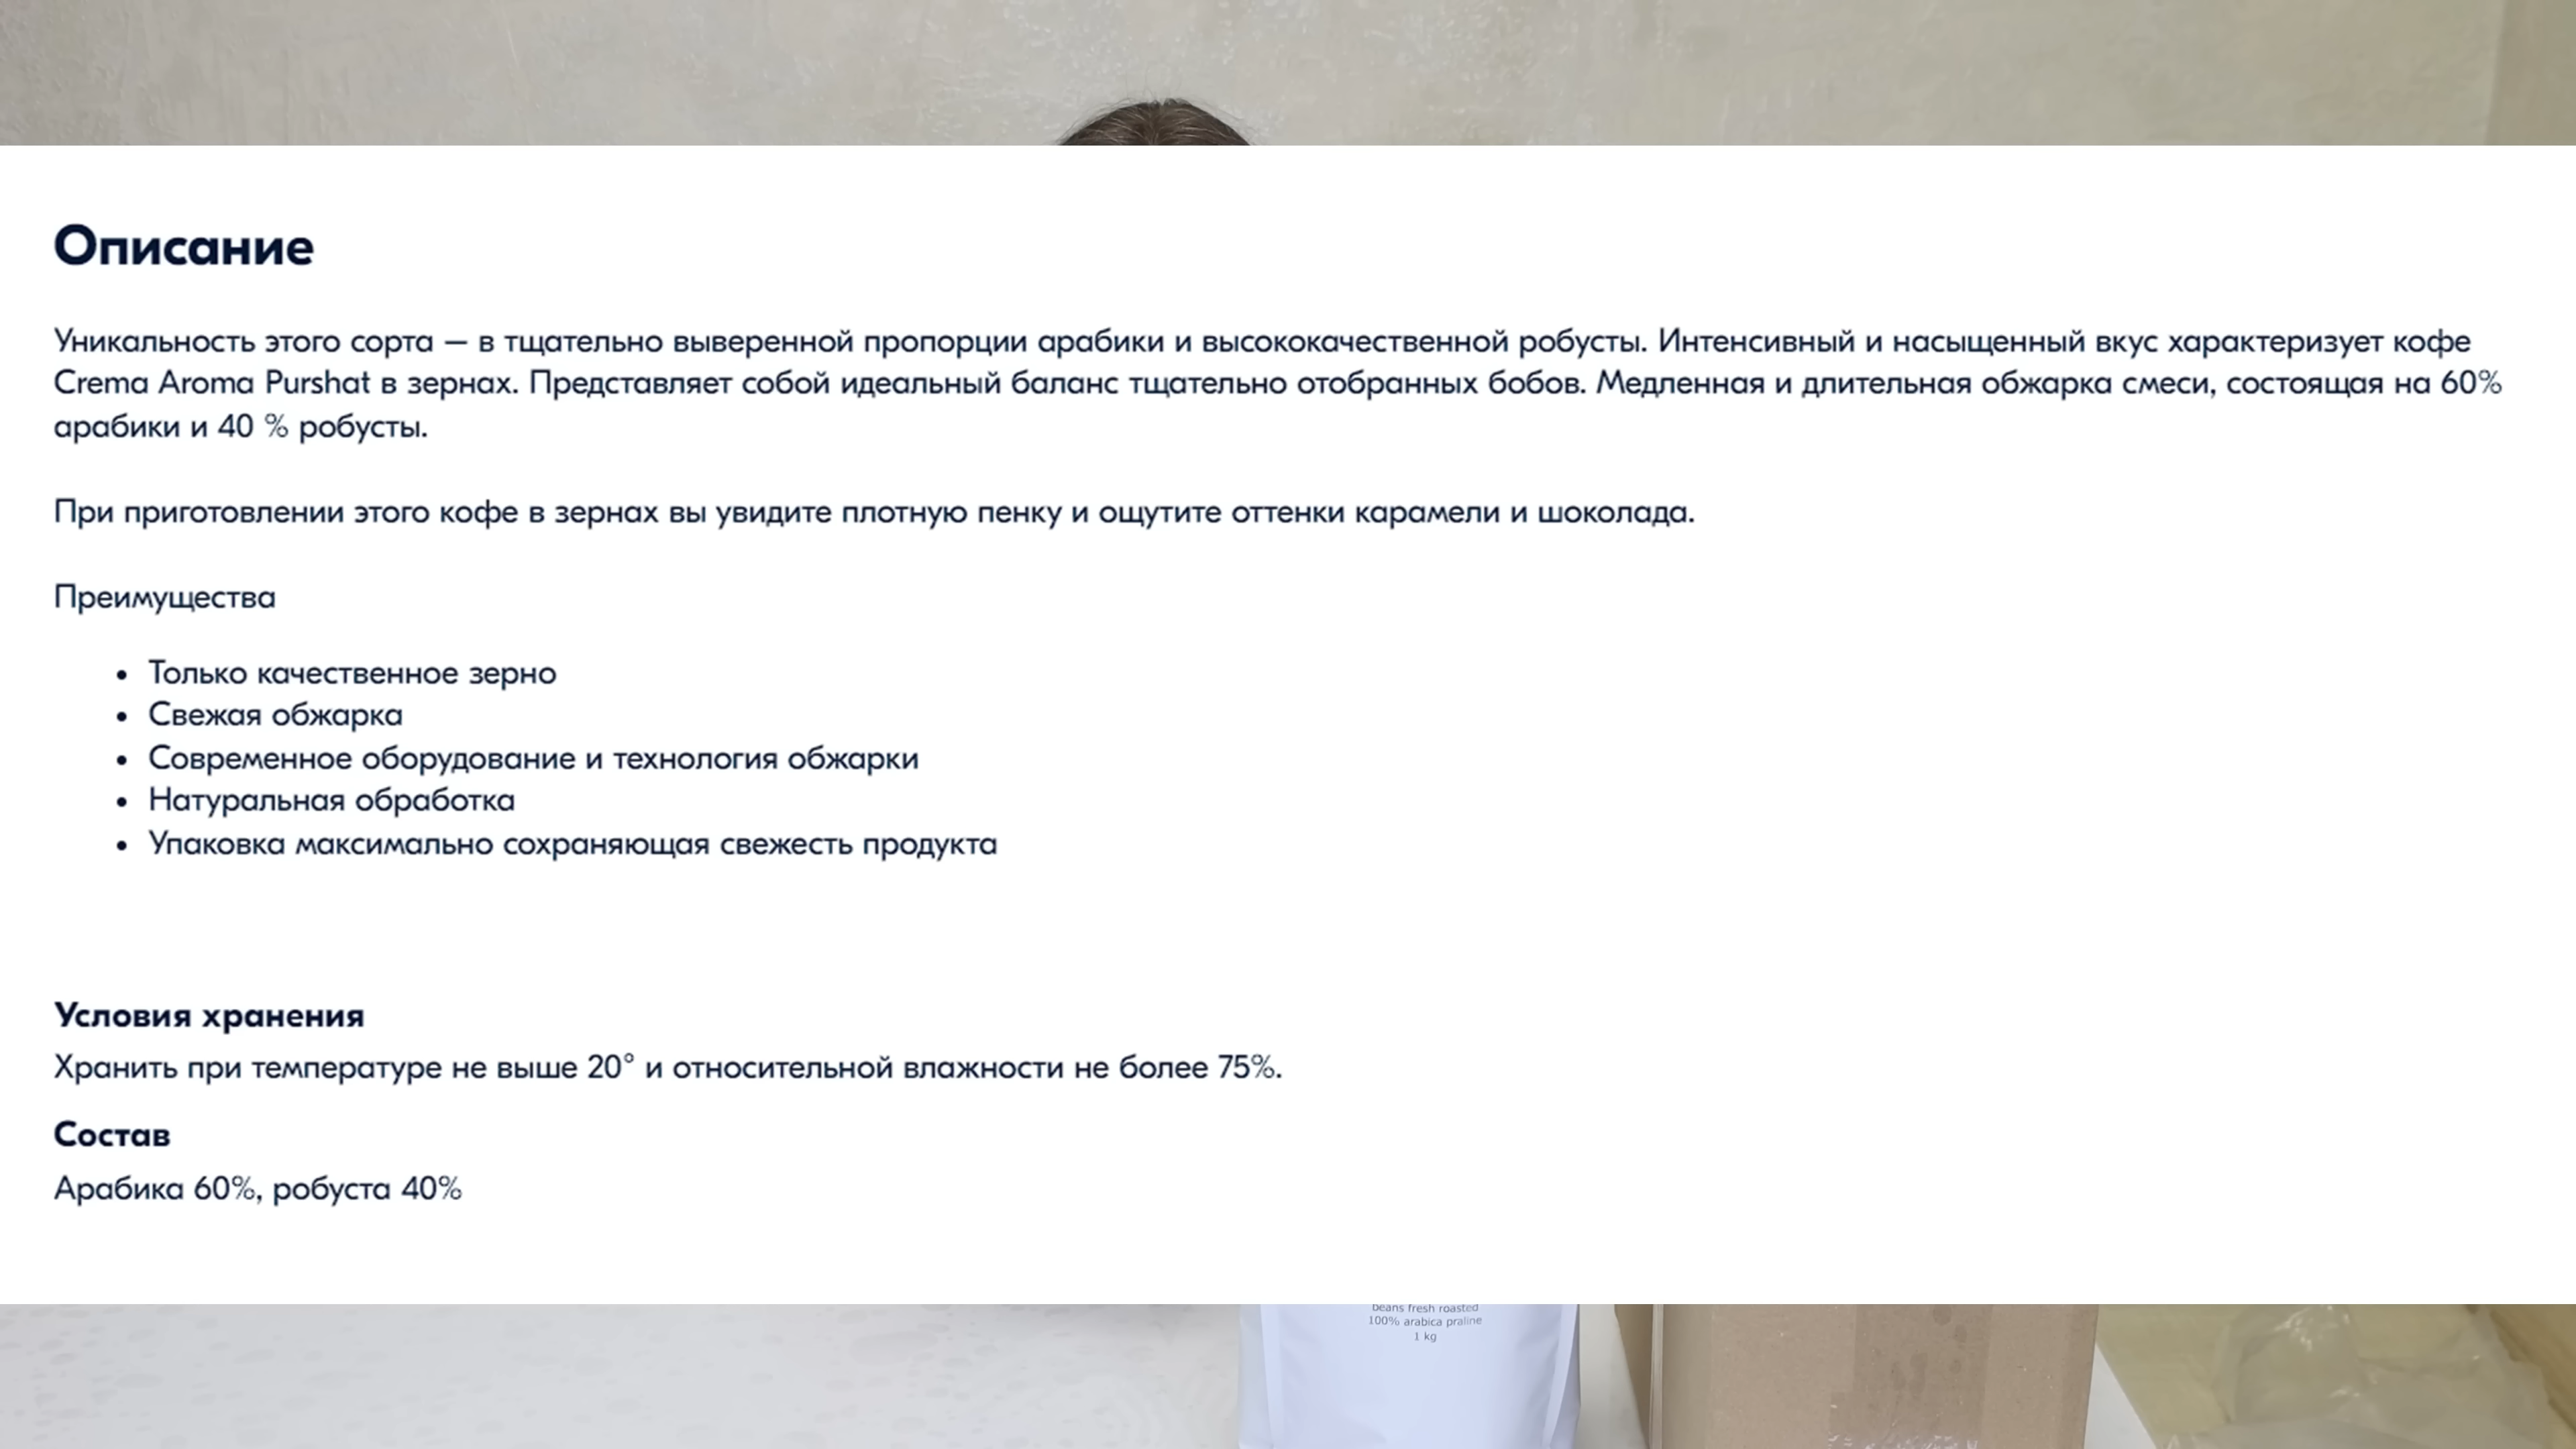 Описание
Уникальность этого сорта — в тщательно выверенной пропорции арабики и высококачественной робусты. Интенсивный и насыщенный вкус характеризует кофе
Crema Aroma Purshat в зернах. Представляет собой идеальный баланс тщательно отобранных бобов. Медленная и длительная обжарка смеси, состоящая на 60%
арабики и 40 % робусты.
При приготовлении этого кофе в зернах вы увидите плотную пенку и ощутите оттенки карамели и шоколада.
Преимущества
• Только качественное зерно
• Свежая обжарка
• Современное оборудование и технология обжарки
• Натуральная обработка
• Упаковка максимально сохраняющая свежесть продукта
Условия хранения
Хранить при температуре не выше 20° и относительной влажности не более 75%.
Состав
Арабика 60%, робуста 40%
beans fresh roasted
100% arabica praline
1 kg